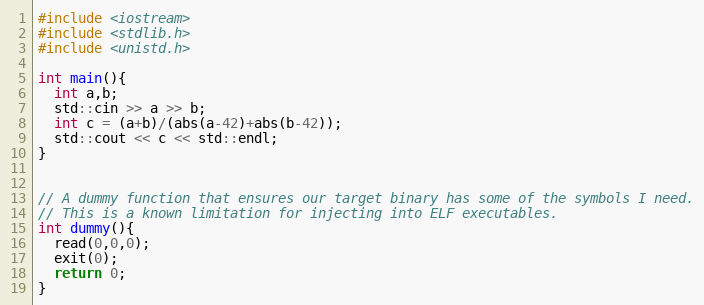 1 #include <iostream>
2 #include <stdlib.h>
3 #include <unistd.h>
4
5 int main(){
6   int a,b;
7   std::cin >> a >> b;
8   int c = (a+b)/(abs(a-42)+abs(b-42));
9   std::cout << c << std::endl;
10 }
11
12
13 // A dummy function that ensures our target binary has some of the symbols I need.
14 // This is a known limitation for injecting into ELF executables.
15 int dummy(){
16   read(0,0,0);
17   exit(0);
18   return 0;
19 }